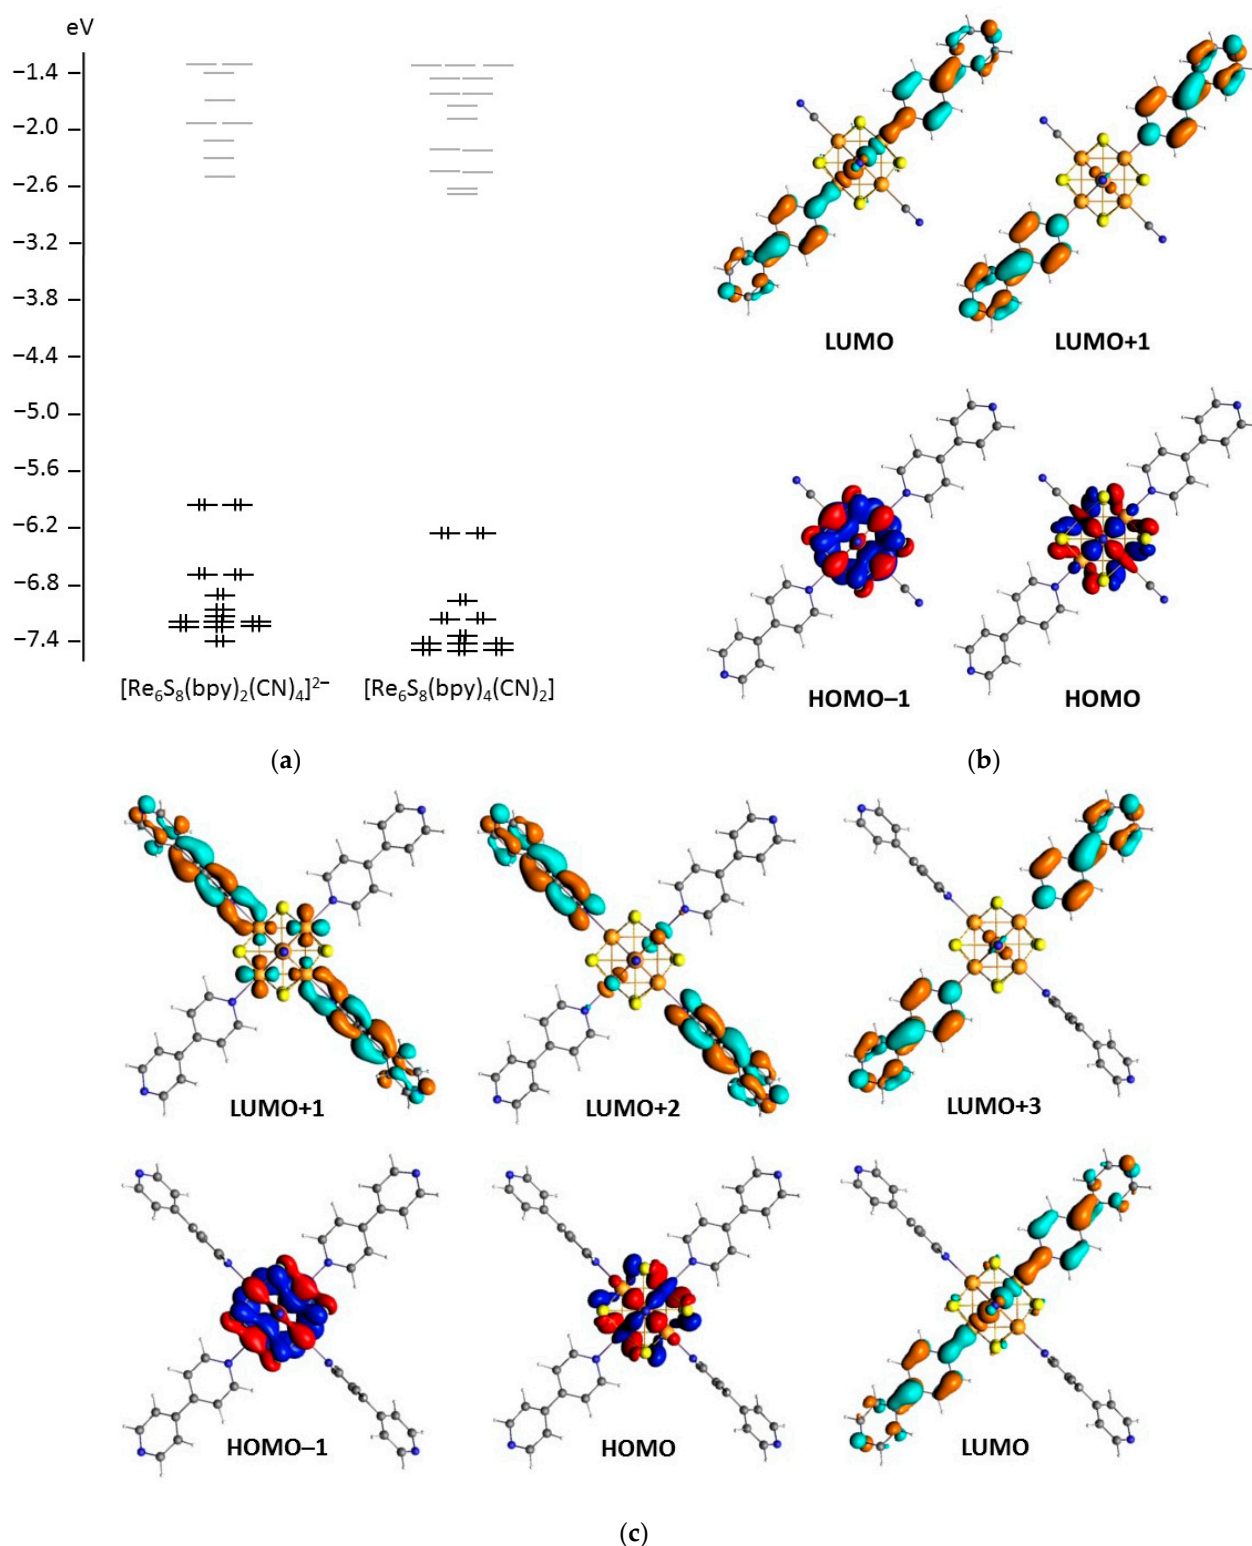 eV
−1.4
−2.0
−2.6
−3.2
−3.8
−4.4
−5.0
−5.6
−6.2
−6.8
−7.4
[Re₆S₈(bpy)₂(CN)₄]²⁻ [Re₆S₈(bpy)₄(CN)₂]
(a)
LUMO LUMO+1
HOMO−1 HOMO
(b)
LUMO+1 LUMO+2 LUMO+3
HOMO−1 HOMO LUMO
(c)